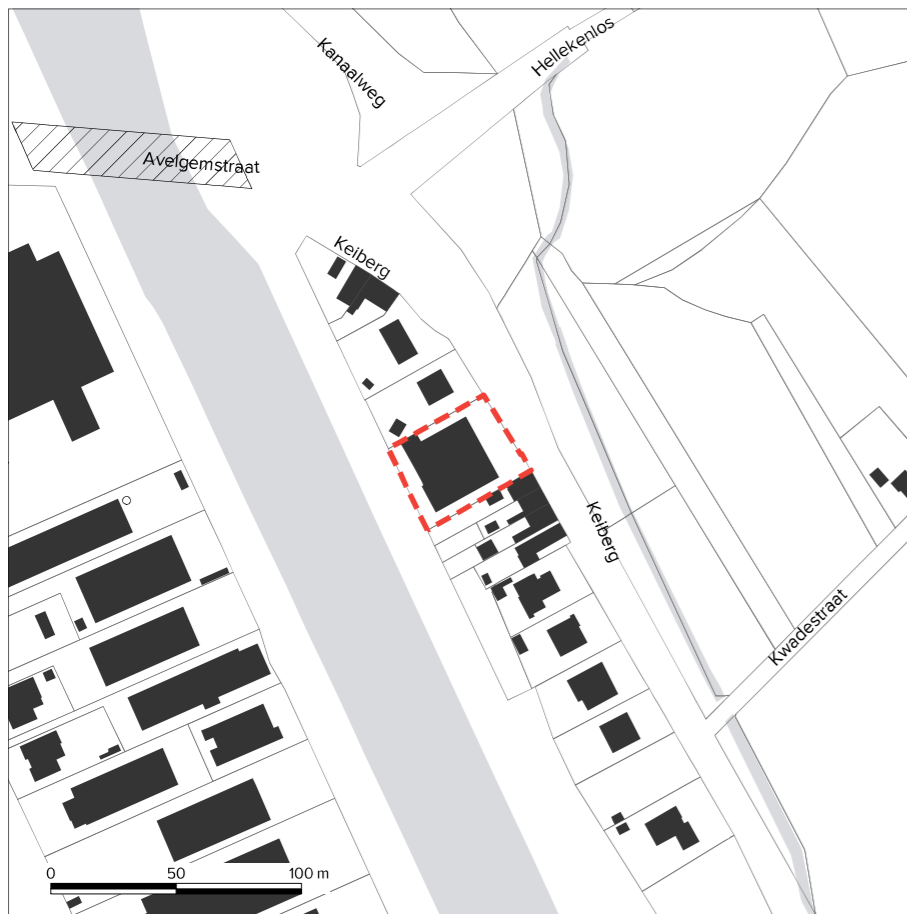 Kanaalweg
Hellekenlos
Avelgemstraat
Keiberg
Keiberg
Kwadestraat
0 50 100 m